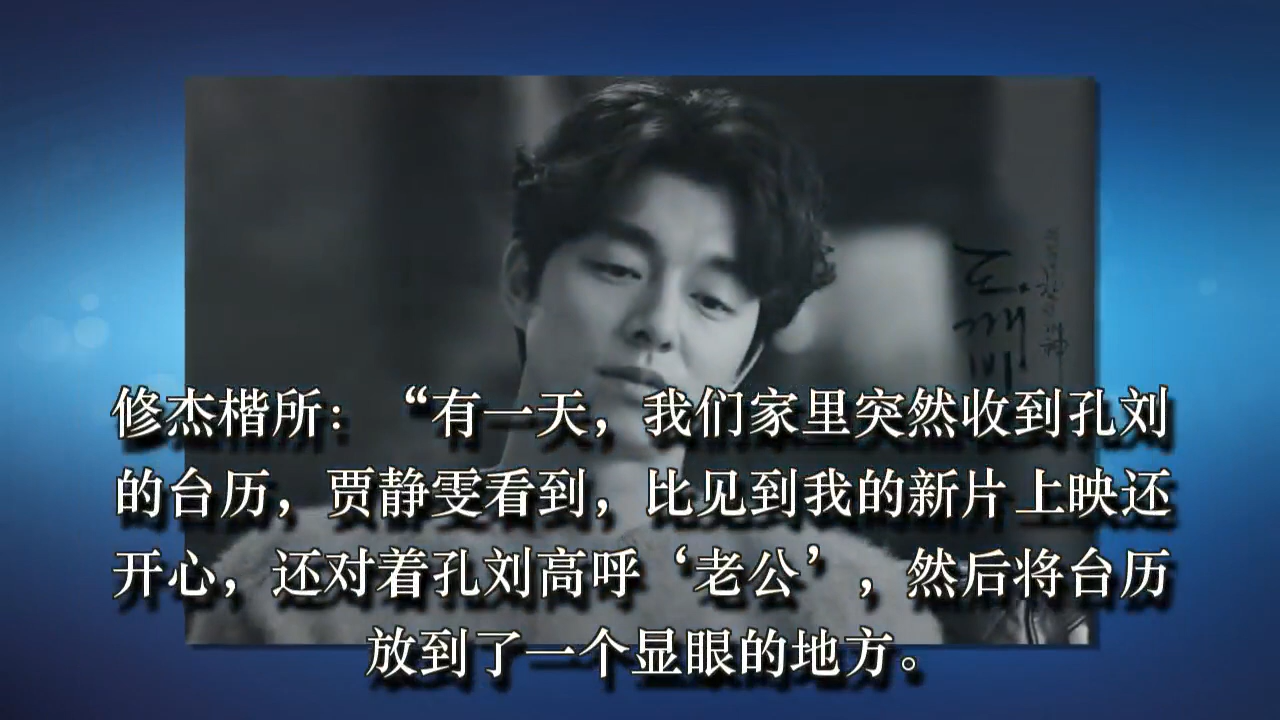 修杰楷所：“有一天，我们家里突然收到孔刘
的台历，贾静雯看到，比见到我的新片上映还
开心，还对着孔刘高呼‘老公’，然后将台历
放到了一个显眼的地方。
도깨비